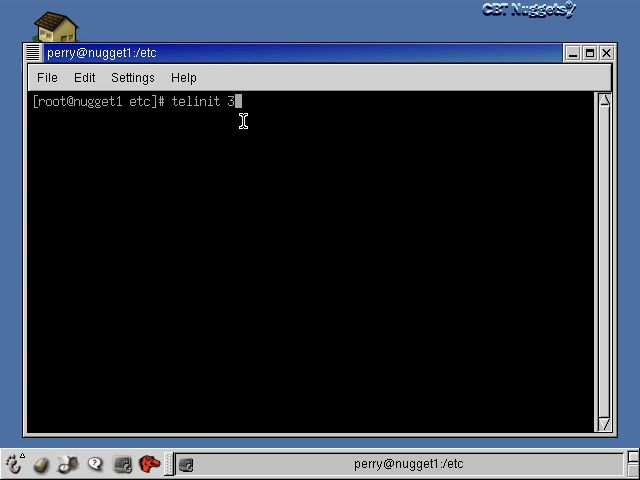 CBT Nuggets
perry@nugget1:/etc
File Edit Settings Help
[root@nugget1 etc]# telinit 3
perry@nugget1:/etc